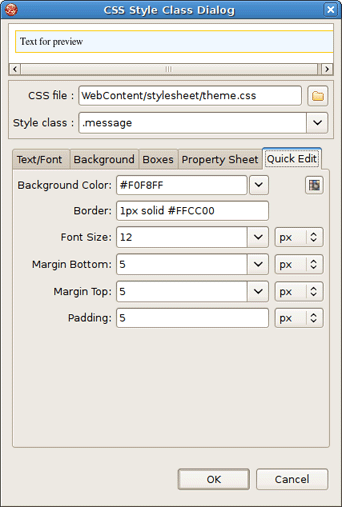 CSS Style Class Dialog
Text for preview
CSS file : WebContent/stylesheet/theme.css
Style class : .message
Text/Font Background Boxes Property Sheet Quick Edit
Background Color: #F0F8FF
Border: 1px solid #FFCC00
Font Size: 12 px
Margin Bottom: 5 px
Margin Top: 5 px
Padding: 5 px
OK Cancel